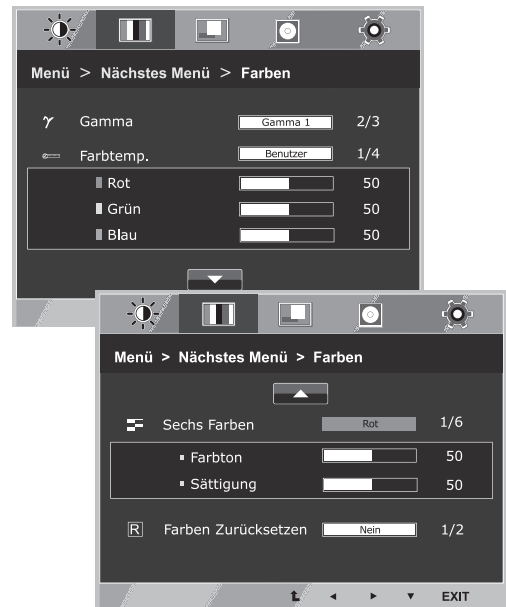 Menü > Nächstes Menü > Farben
γ Gamma Gamma 1 2/3
Farbtemp. Benutzer 1/4
Rot 50
Grün 50
Blau 50
Menü > Nächstes Menü > Farben
Sechs Farben Rot 1/6
Farbton 50
Sättigung 50
R Farben Zurücksetzen Nein 1/2
EXIT